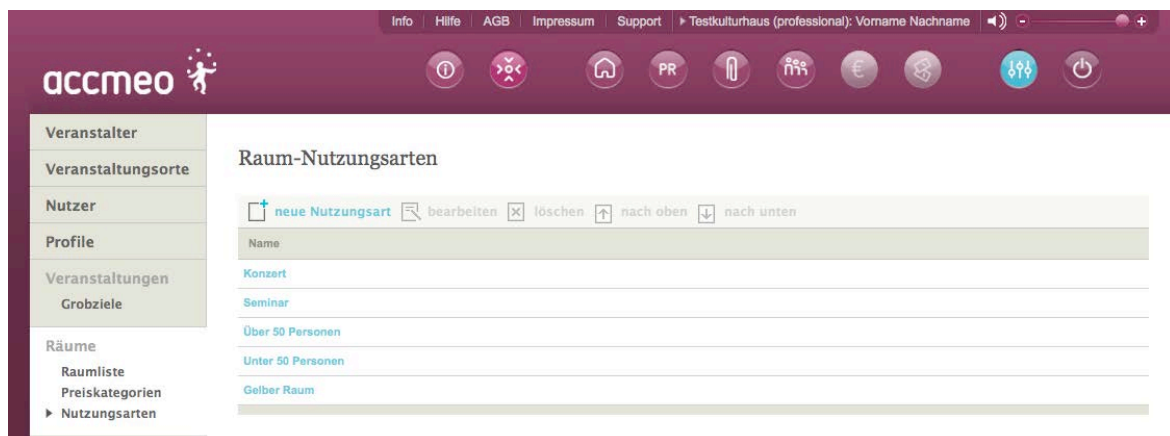 Info Hilfe AGB Impressum Support Testkulturhaus (professional): Vorname Nachname
accmeo
PR
€
Veranstalter
Veranstaltungsorte
Nutzer
Profile
Veranstaltungen
Grobziele
Räume
Raumliste
Preiskategorien
Nutzungsarten
Raum-Nutzungsarten
neue Nutzungsart bearbeiten löschen nach oben nach unten
Name
Konzert
Seminar
Über 50 Personen
Unter 50 Personen
Gelber Raum